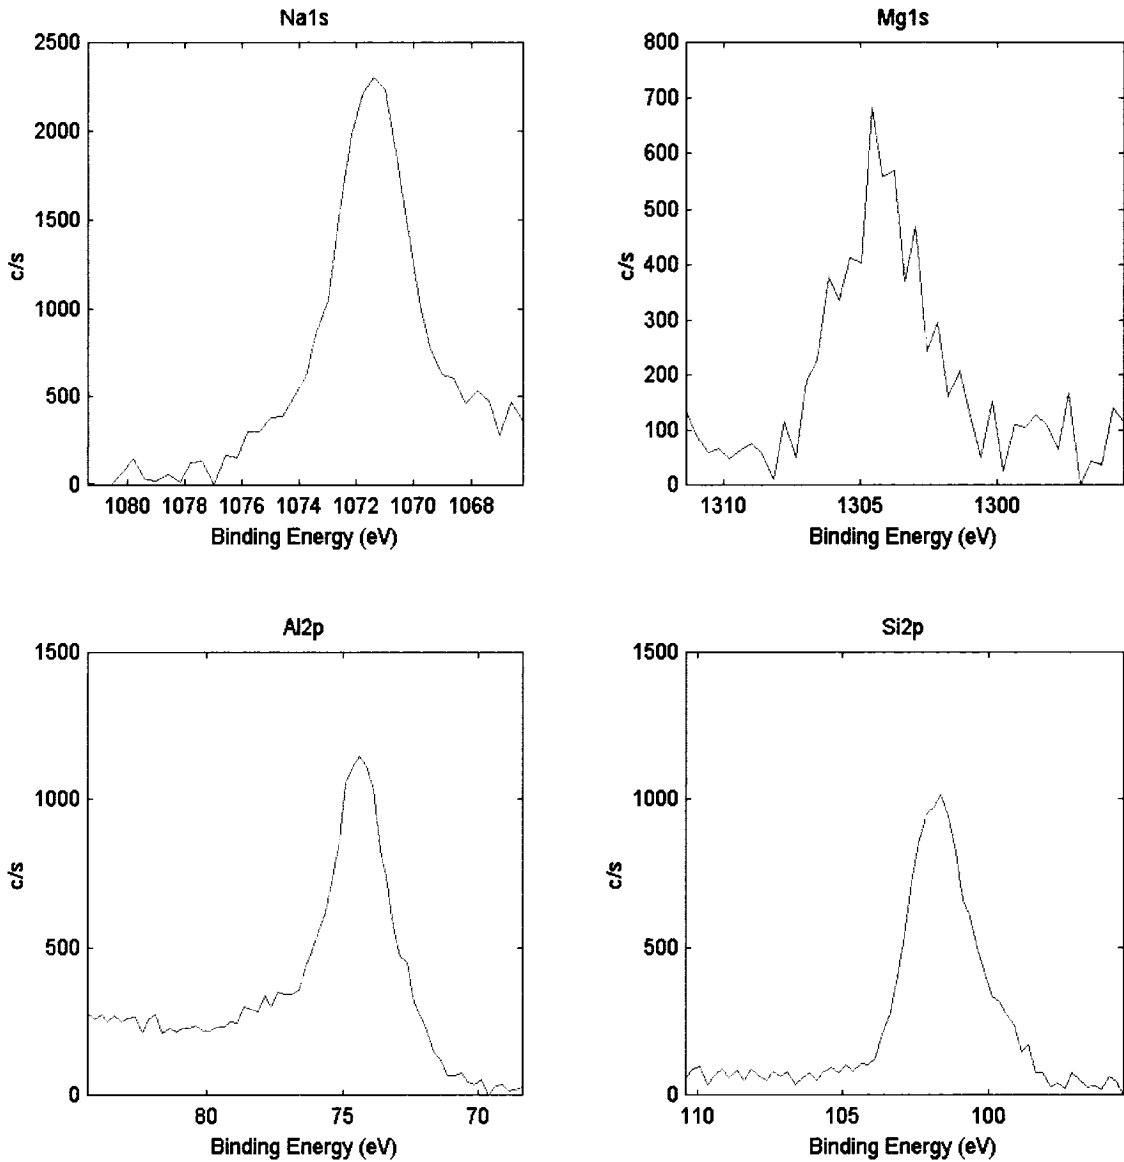 Na1s
2500
2000
1500
1000
500
0
c/s
1080 1078 1076 1074 1072 1070 1068
Binding Energy (eV)
Mg1s
800
700
600
500
400
300
200
100
0
c/s
1310 1305 1300
Binding Energy (eV)
Al2p
1500
1000
500
0
c/s
80 75 70
Binding Energy (eV)
Si2p
1500
1000
500
0
c/s
110 105 100
Binding Energy (eV)